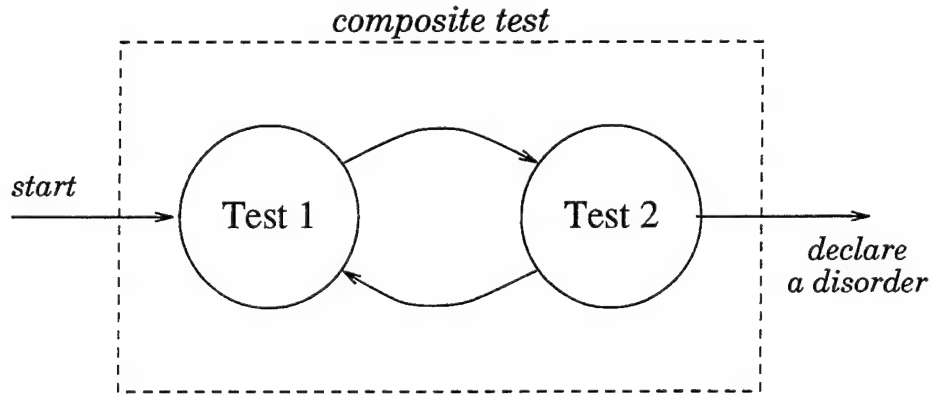 composite test
start
Test 1
Test 2
declare
a disorder